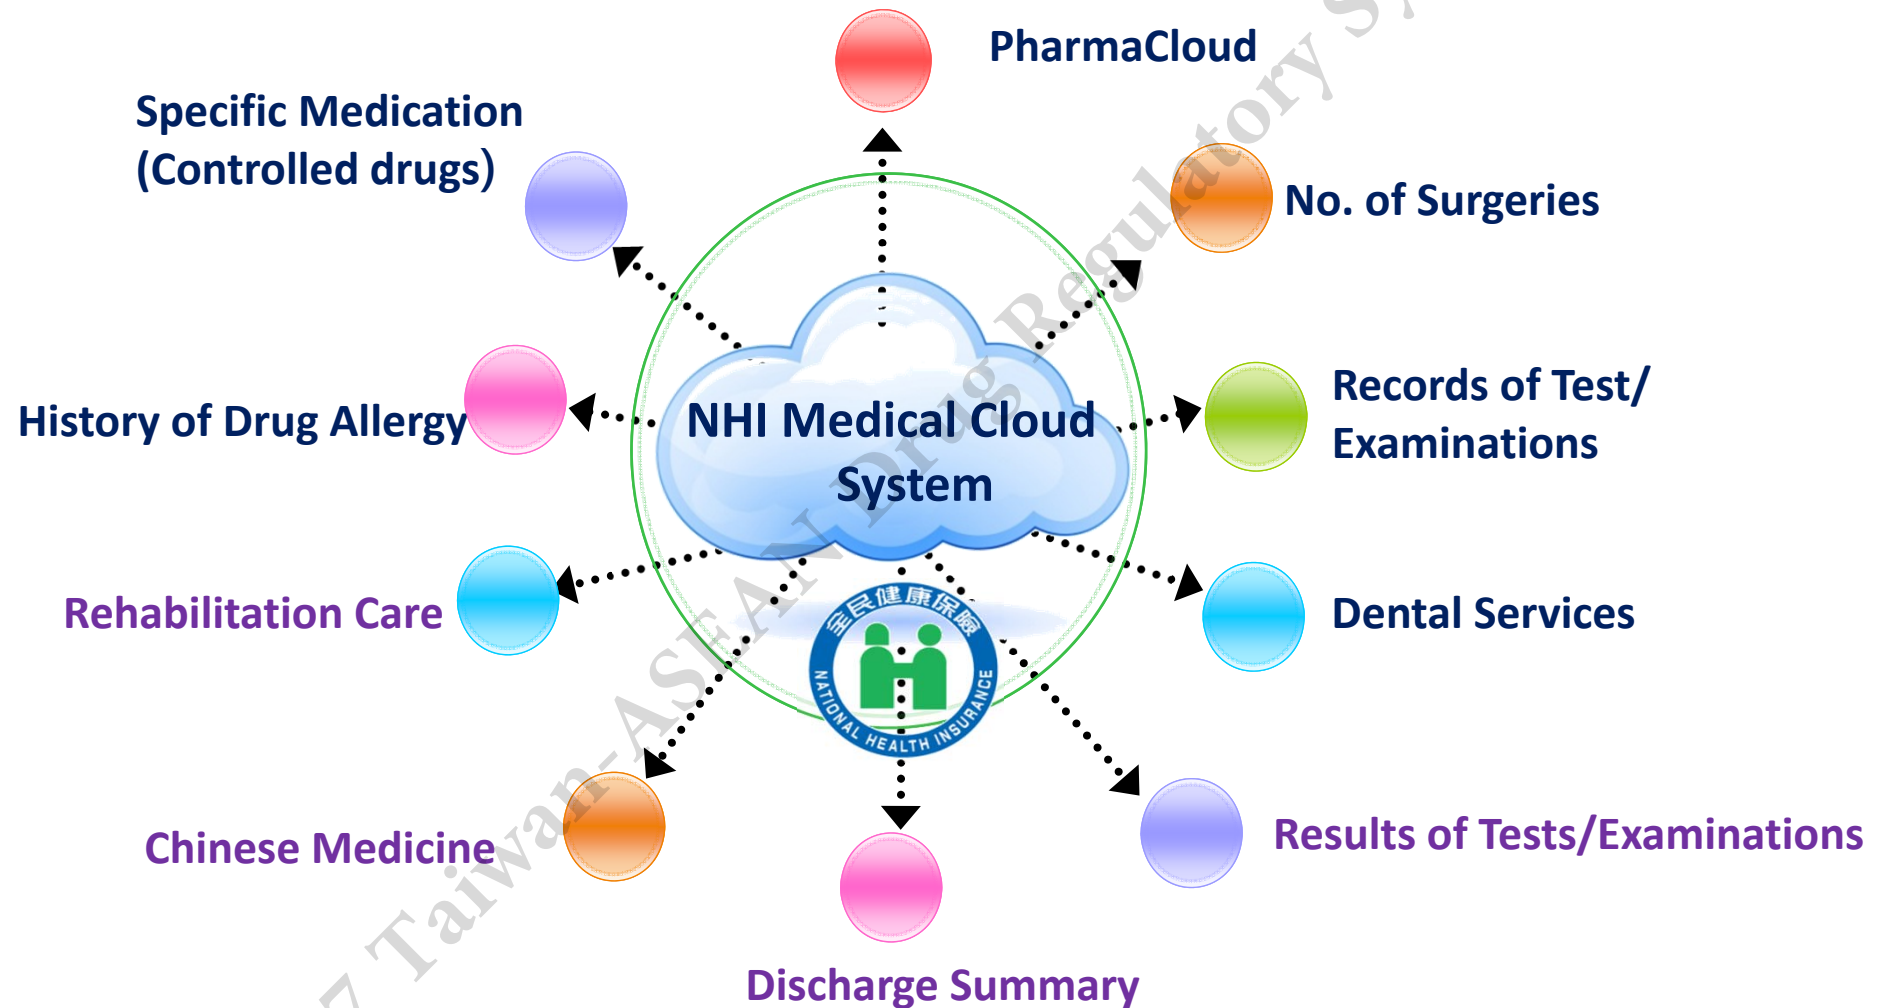 PharmaCloud
Specific Medication
(Controlled drugs)
No. of Surgeries
History of Drug Allergy
NHI Medical Cloud
System
Records of Test/
Examinations
Rehabilitation Care
Dental Services
全民健康保險
NATIONAL HEALTH INSURANCE
Chinese Medicine
Results of Tests/Examinations
Discharge Summary
7 Taiwan-ASEAN Drug Regulatory Sy